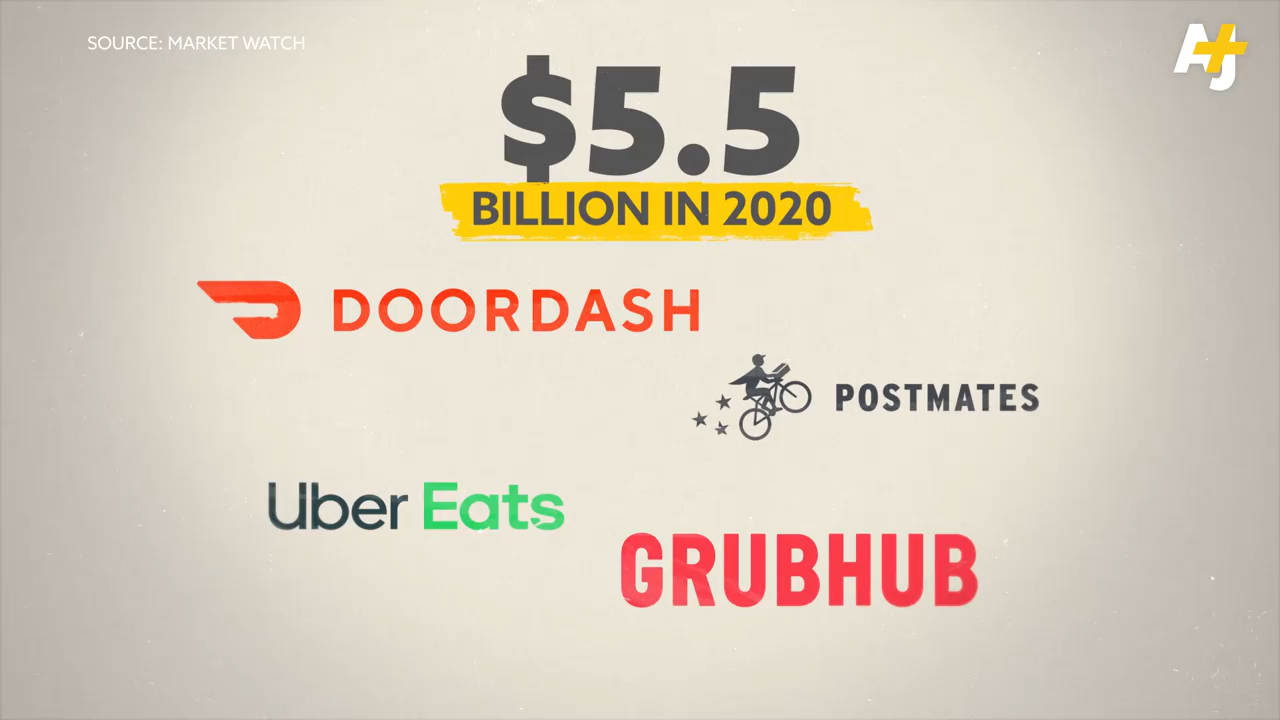 SOURCE: MARKET WATCH
AJ+
$5.5
BILLION IN 2020
DOORDASH
POSTMATES
Uber Eats
GRUBHUB